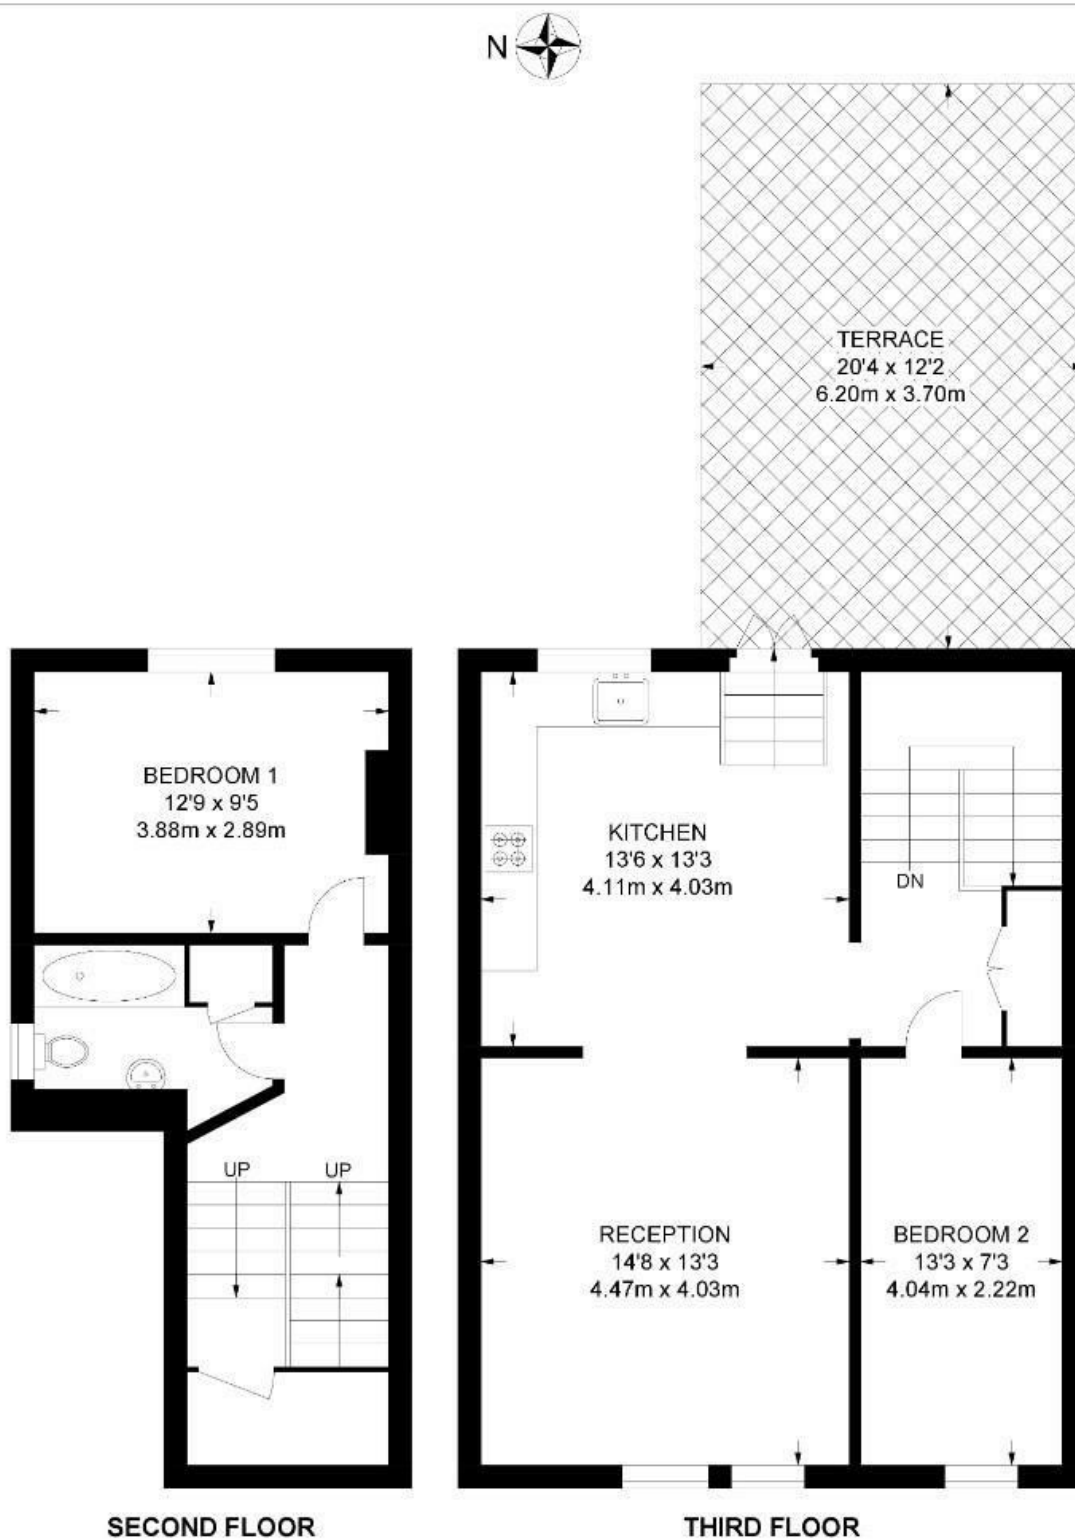 N
TERRACE
20'4 x 12'2
6.20m x 3.70m
BEDROOM 1
12'9 x 9'5
3.88m x 2.89m
KITCHEN
13'6 x 13'3
4.11m x 4.03m
DN
UP
UP
RECEPTION
14'8 x 13'3
4.47m x 4.03m
BEDROOM 2
13'3 x 7'3
4.04m x 2.22m
SECOND FLOOR
THIRD FLOOR